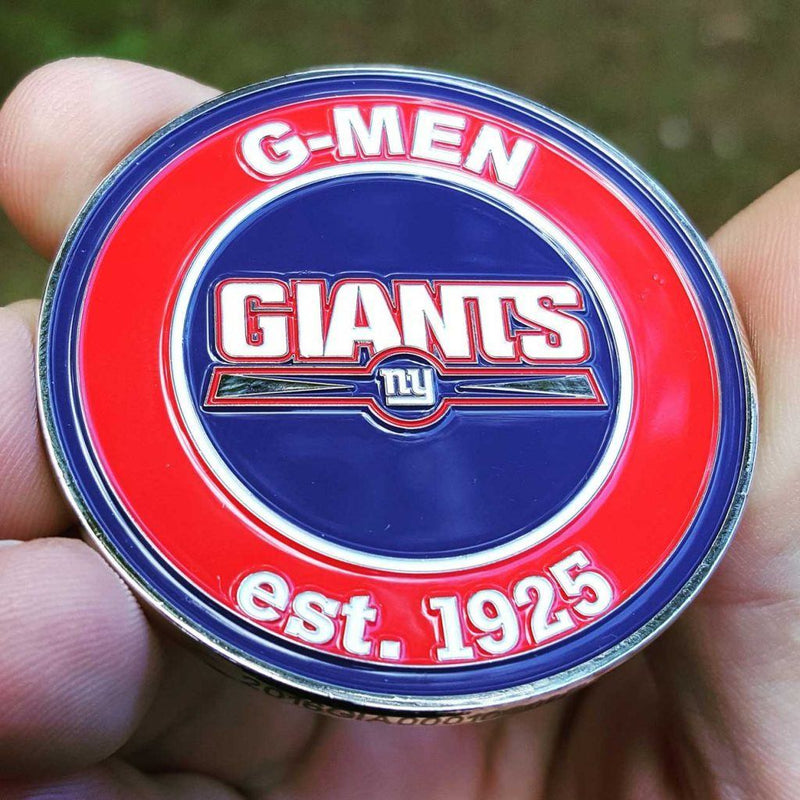 G-MEN
GIANTS
ny
est. 1925